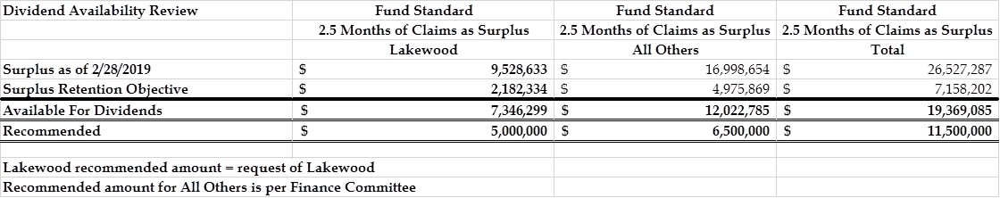 Dividend Availability Review Fund Standard Fund Standard Fund Standard
2.5 Months of Claims as Surplus 2.5 Months of Claims as Surplus 2.5 Months of Claims as Surplus
Lakewood All Others Total
Surplus as of 2/28/2019 $ 9,528,633 $ 16,998,654 $ 26,527,287
Surplus Retention Objective $ 2,182,334 $ 4,975,869 $ 7,158,202
Available For Dividends $ 7,346,299 $ 12,022,785 $ 19,369,085
Recommended $ 5,000,000 $ 6,500,000 $ 11,500,000
Lakewood recommended amount = request of Lakewood
Recommended amount for All Others is per Finance Committee